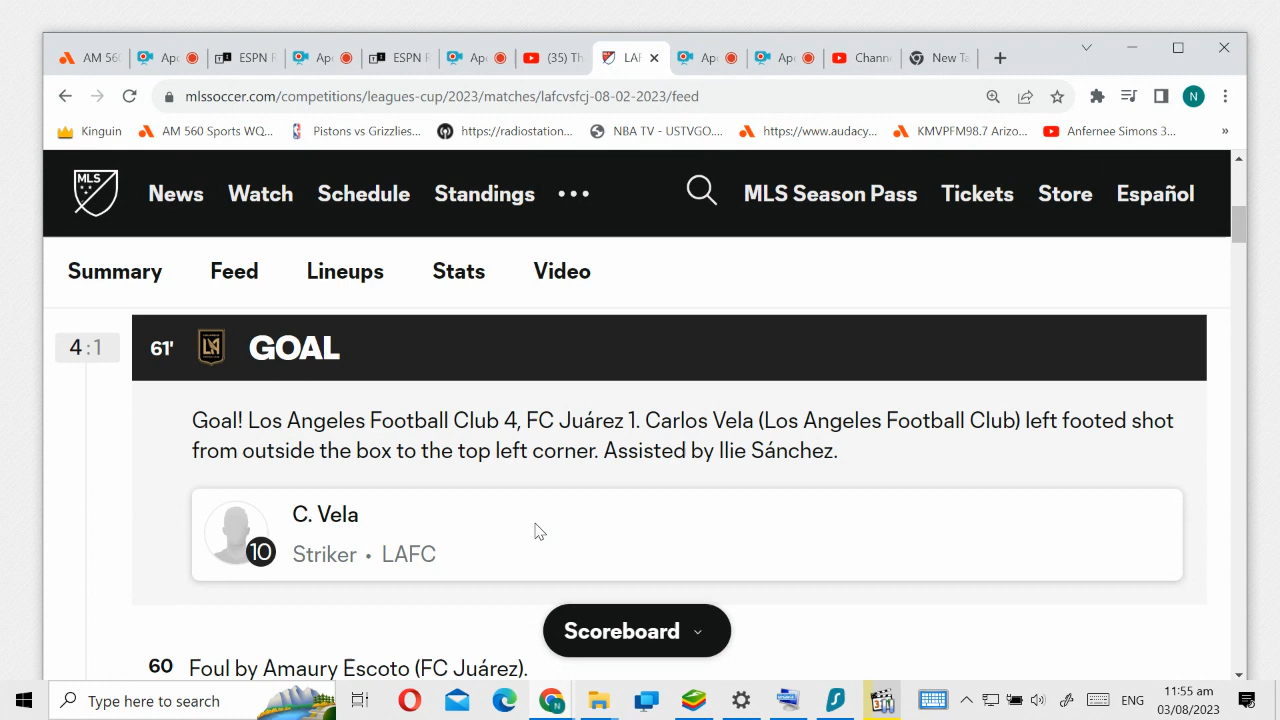 AM 560
Ap
ESPN F
Ap
ESPN F
Ap
(35) Th
LAF
Ap
Ap
Chann
New Ta
mlssoccer.com/competitions/leagues-cup/2023/matches/lafcvsfcj-08-02-2023/feed
N
Kinguin
AM 560 Sports WQ...
Pistons vs Grizzlies...
https://radiostation...
NBA TV - USTVGO....
https://www.audacy...
KMVPFM98.7 Arizo...
Anfernee Simons 3...
»
MLS
News
Watch
Schedule
Standings
•••
MLS Season Pass
Tickets
Store
Español
Summary
Feed
Lineups
Stats
Video
4:1
61'
GOAL
Goal! Los Angeles Football Club 4, FC Juárez 1. Carlos Vela (Los Angeles Football Club) left footed shot
from outside the box to the top left corner. Assisted by Ilie Sánchez.
C. Vela
10
Striker • LAFC
Scoreboard
60 Foul by Amaury Escoto (FC Juárez).
Type here to search
ENG
11:55 am
03/08/2023